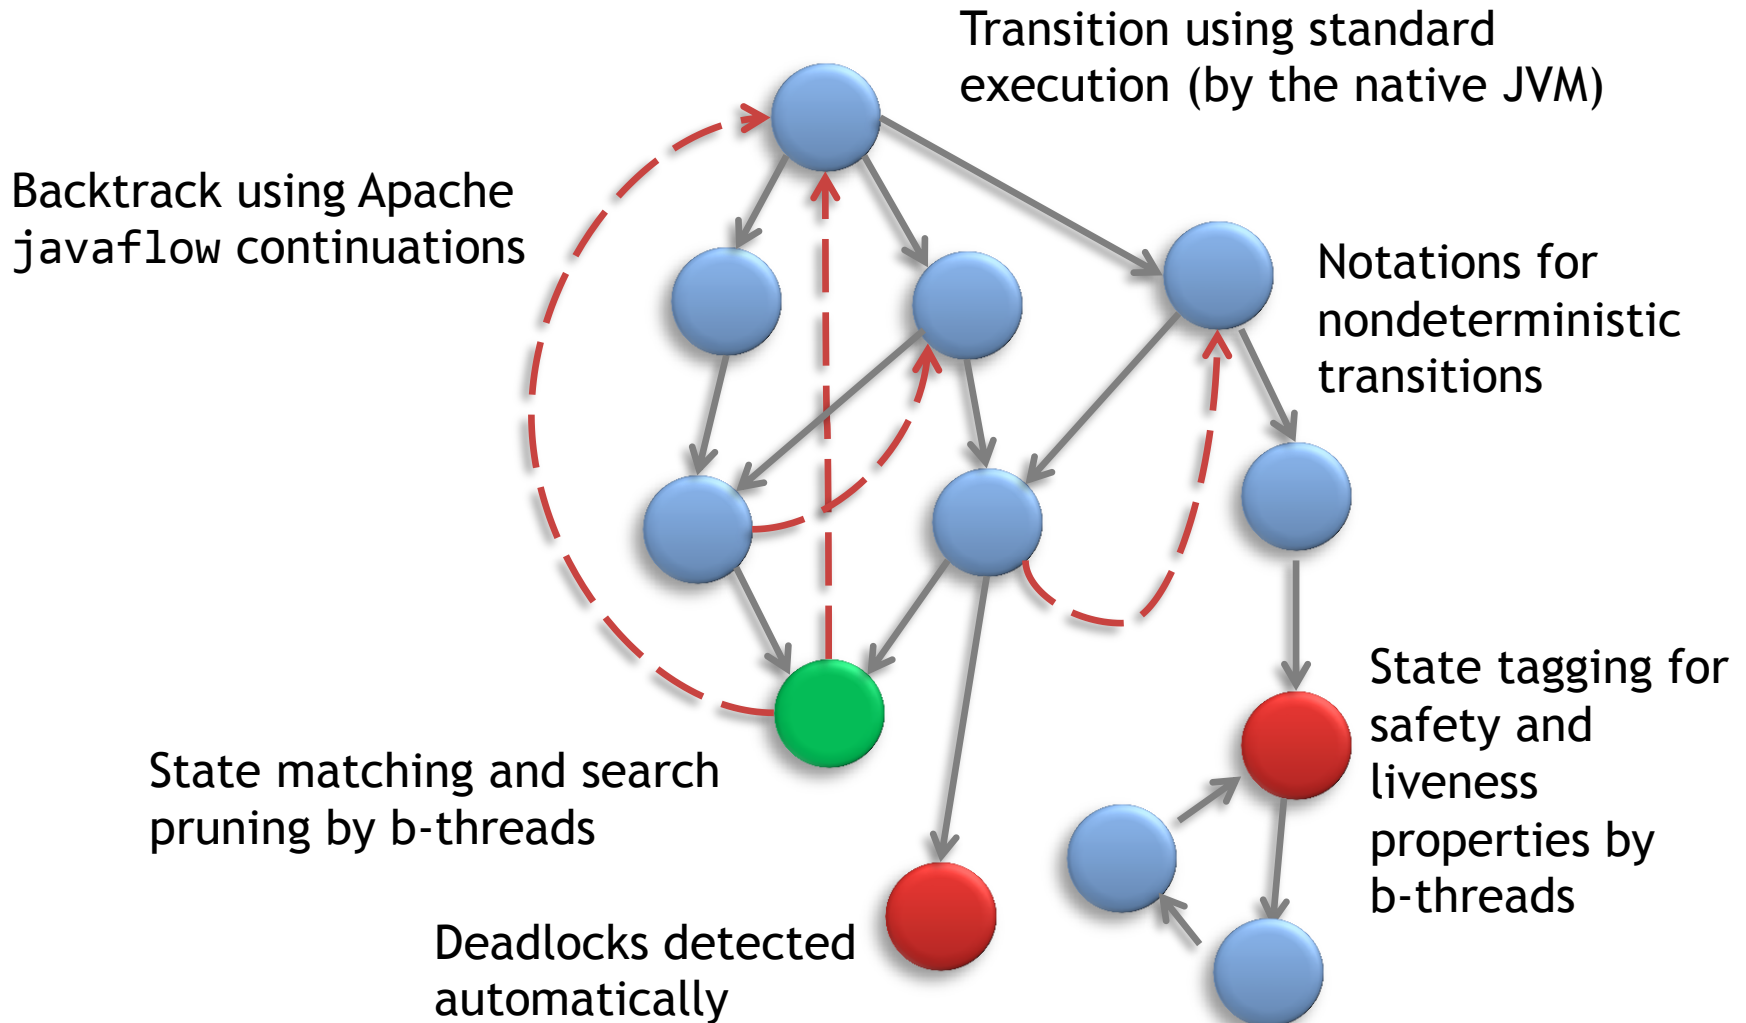 Transition using standard
execution (by the native JVM)
Backtrack using Apache
javaflow continuations
Notations for
nondeterministic
transitions
State tagging for
safety and
liveness
properties by
b-threads
State matching and search
pruning by b-threads
Deadlocks detected
automatically